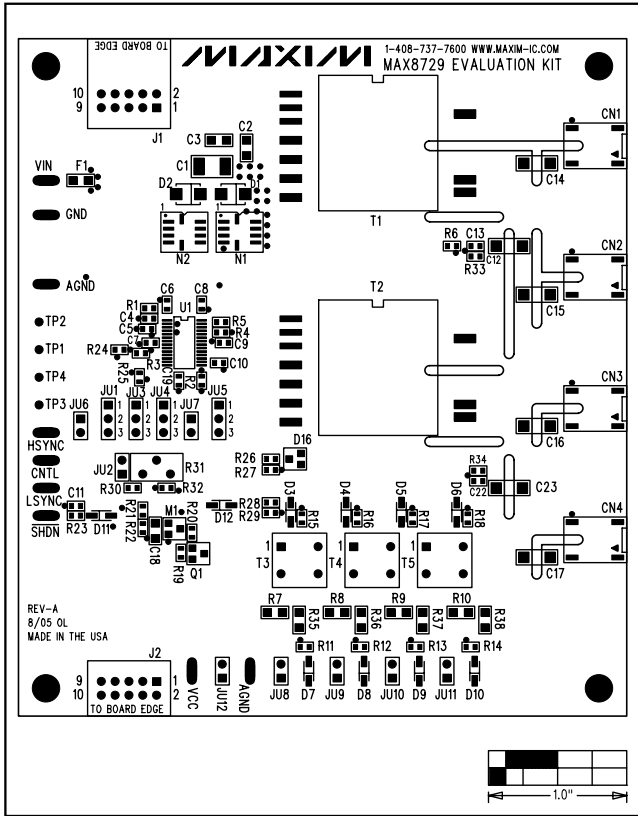 TO BOARD EDGE
MAXIM
1-408-737-7600 WWW.MAXIM-IC.COM
MAX8729 EVALUATION KIT
10 2
9 1
J1
C3
C2
C1
CN1
VIN
F1
D2
D1
C14
GND
1
1
N2
N1
T1
R6
C13
R33
C12
CN2
AGND
C6
C8
T2
C15
R1
U1
C4
R5
TP2
C5
R4
C7
C9
TP1
R24
R3
C10
TP4
R25
C19
R2
CN3
JU1
JU3
JU4
JU5
TP3
JU6
1
1
1
JU7
1
2
2
2
2
3
3
3
3
C16
HSYNC
D16
CNTL
JU2
R31
R26
R27
R34
C22
C23
LSYNC
R30
R32
C11
R21
M1
R20
D12
R28
D3
D4
D5
D6
CN4
R29
R15
R16
R17
R18
SHDN
R23
D11
R22
C18
R19
Q1
1
1
1
T3
T4
T5
C17
REV-A
8/05 OL
MADE IN THE USA
R7
R8
R9
R10
R35
R36
R37
R38
R11
R12
R13
R14
J2
9 1
10 2
TO BOARD EDGE
VCC
JU12
AGND
JU8
D7
JU9
D8
JU10
D9
JU11
D10
1.0"